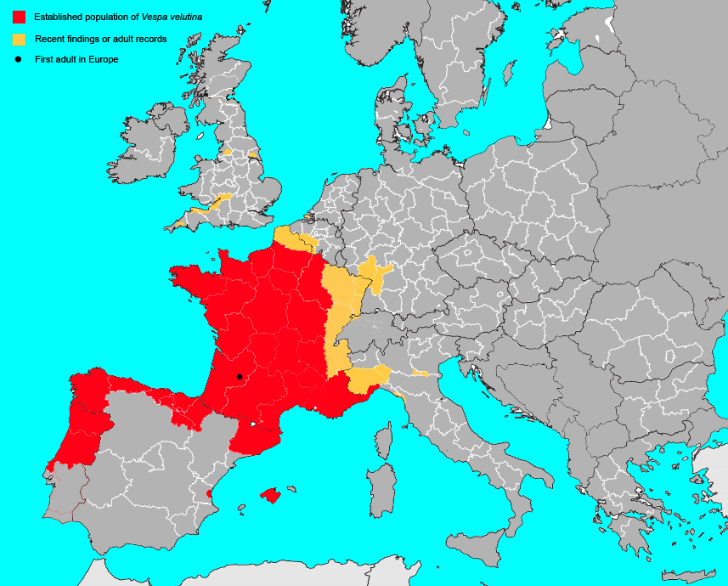 Established population of Vespa velutina
Recent findings or adult records
First adult in Europe